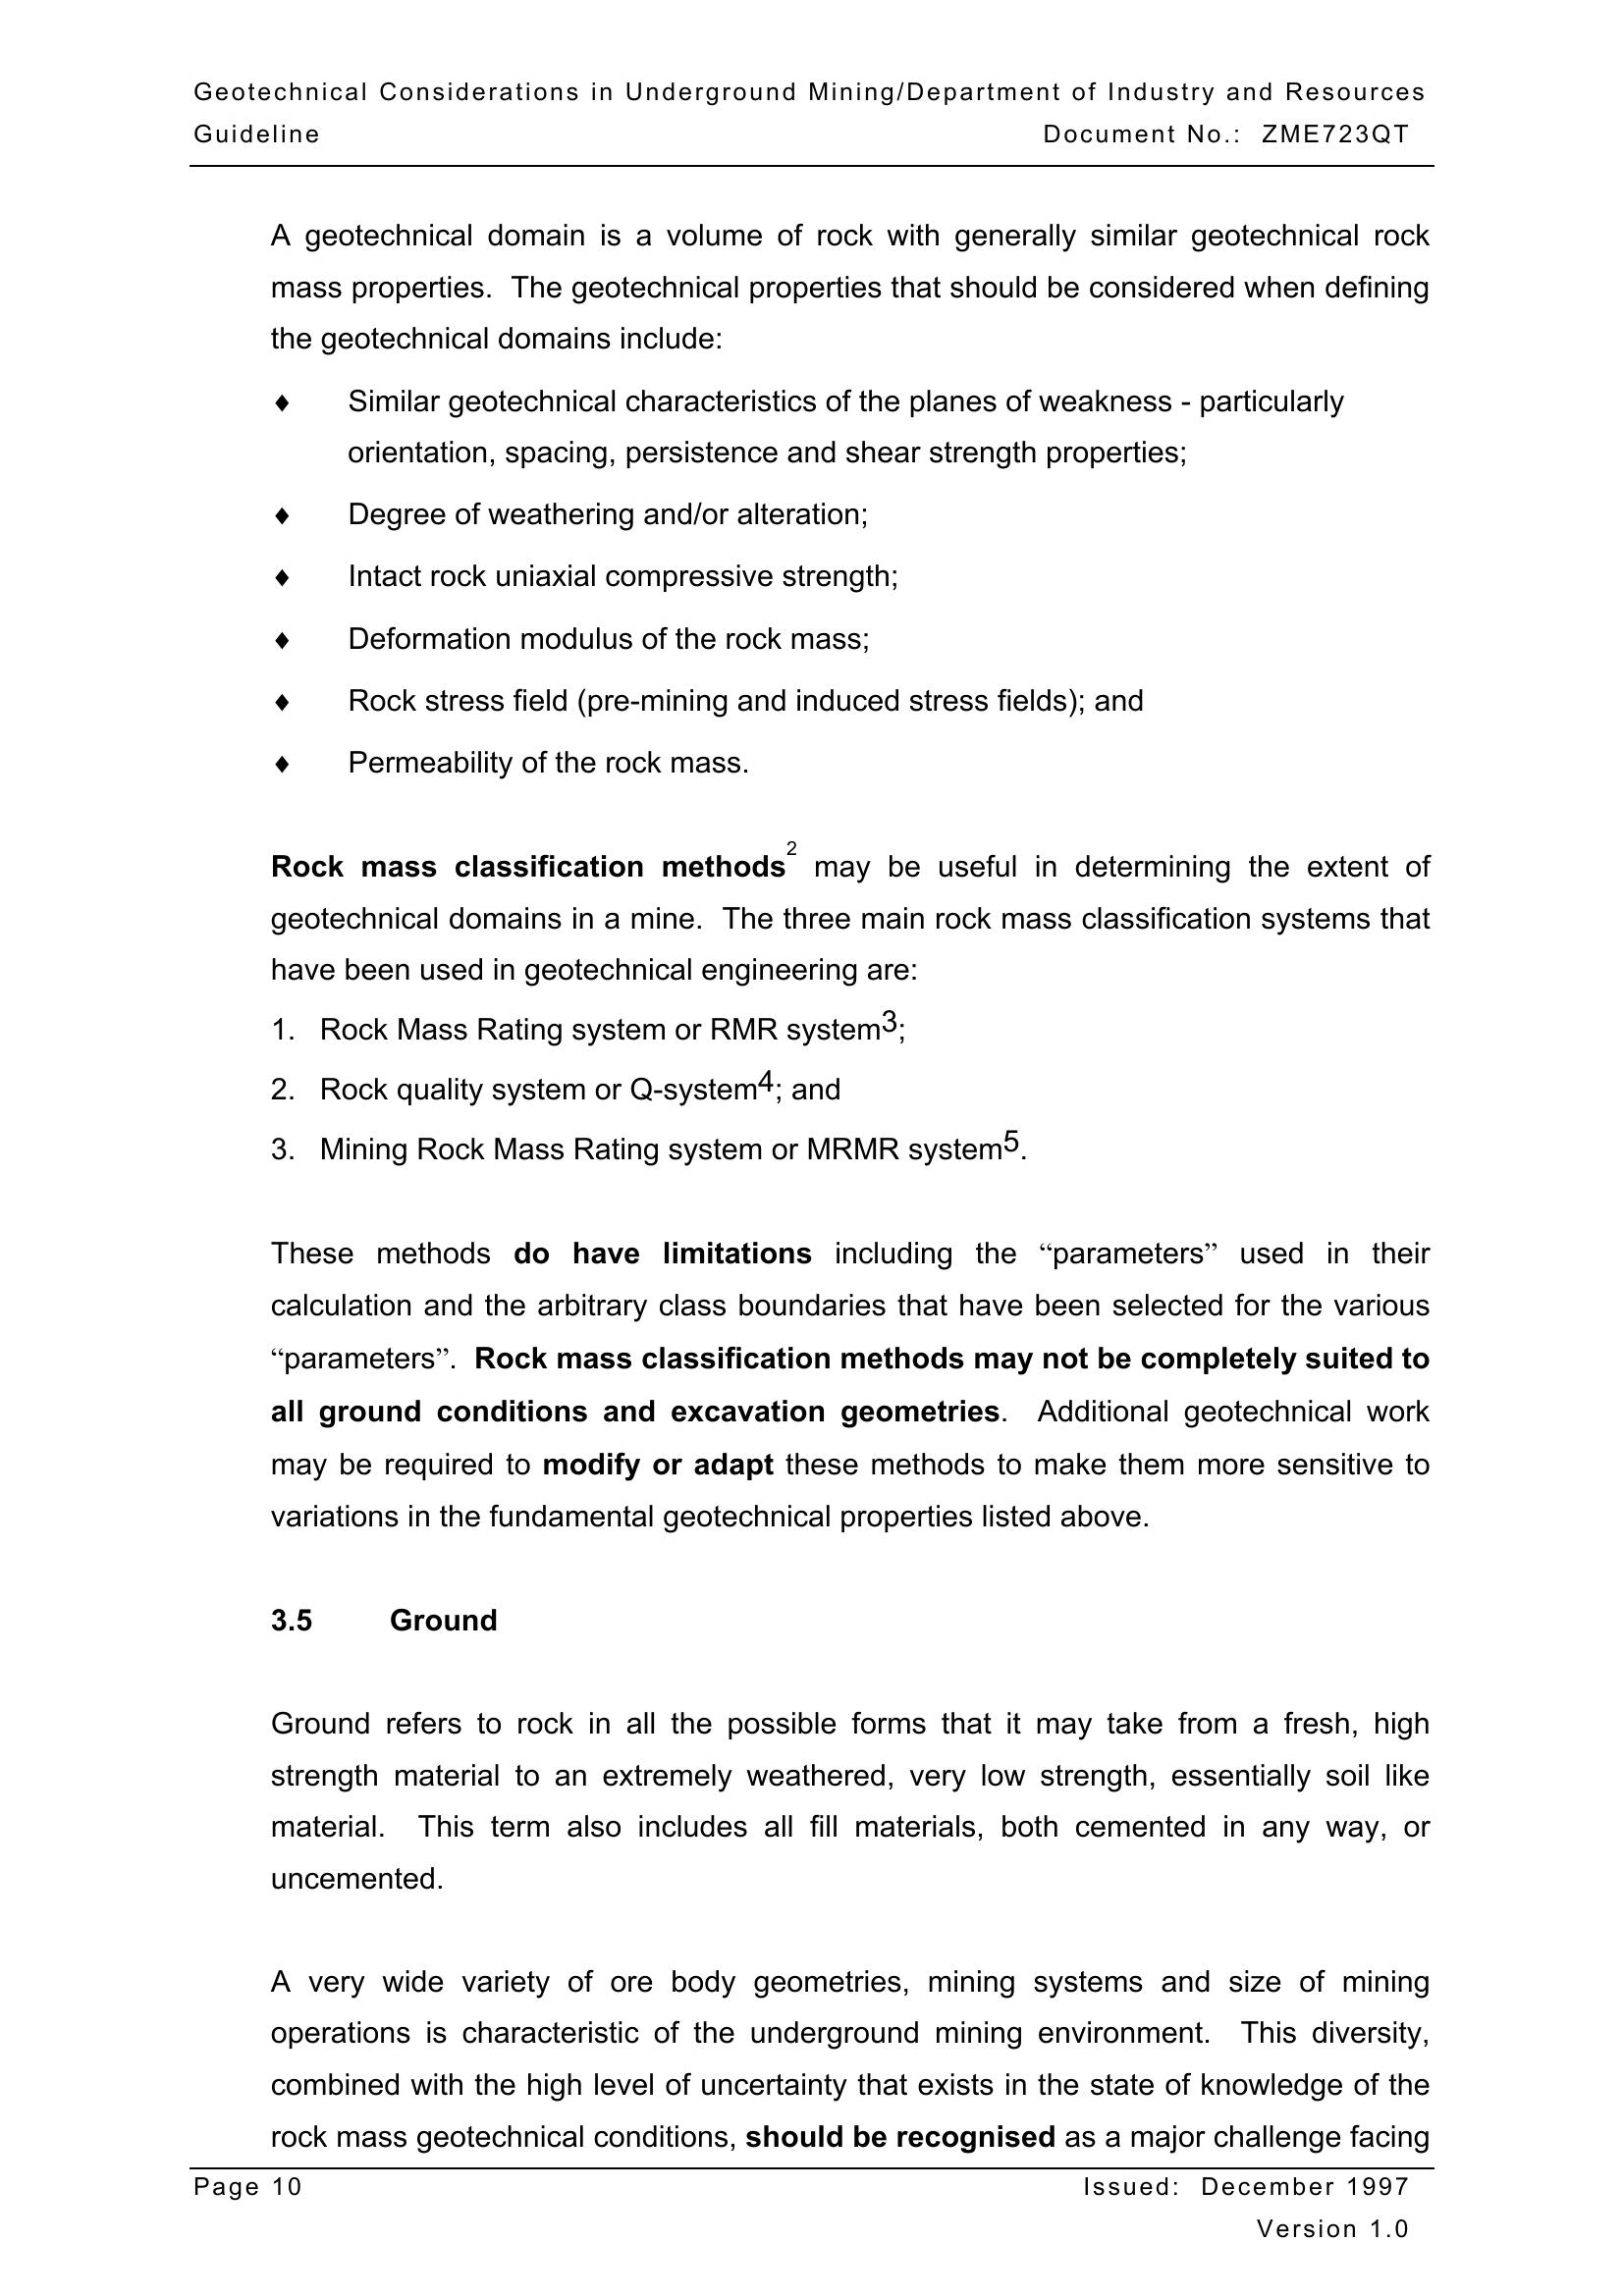 Geotechnical Considerations in Underground Mining/Department of Industry and Resources
Guideline Document No.: ZME723QT
A geotechnical domain is a volume of rock with generally similar geotechnical rock
mass properties. The geotechnical properties that should be considered when defining
the geotechnical domains include:
♦ Similar geotechnical characteristics of the planes of weakness - particularly
orientation, spacing, persistence and shear strength properties;
♦ Degree of weathering and/or alteration;
♦ Intact rock uniaxial compressive strength;
♦ Deformation modulus of the rock mass;
♦ Rock stress field (pre-mining and induced stress fields); and
♦ Permeability of the rock mass.
Rock mass classification methods2 may be useful in determining the extent of
geotechnical domains in a mine. The three main rock mass classification systems that
have been used in geotechnical engineering are:
1. Rock Mass Rating system or RMR system3;
2. Rock quality system or Q-system4; and
3. Mining Rock Mass Rating system or MRMR system5.
These methods do have limitations including the “parameters” used in their
calculation and the arbitrary class boundaries that have been selected for the various
“parameters”. Rock mass classification methods may not be completely suited to
all ground conditions and excavation geometries. Additional geotechnical work
may be required to modify or adapt these methods to make them more sensitive to
variations in the fundamental geotechnical properties listed above.
3.5 Ground
Ground refers to rock in all the possible forms that it may take from a fresh, high
strength material to an extremely weathered, very low strength, essentially soil like
material. This term also includes all fill materials, both cemented in any way, or
uncemented.
A very wide variety of ore body geometries, mining systems and size of mining
operations is characteristic of the underground mining environment. This diversity,
combined with the high level of uncertainty that exists in the state of knowledge of the
rock mass geotechnical conditions, should be recognised as a major challenge facing
Page 10 Issued: December 1997
Version 1.0